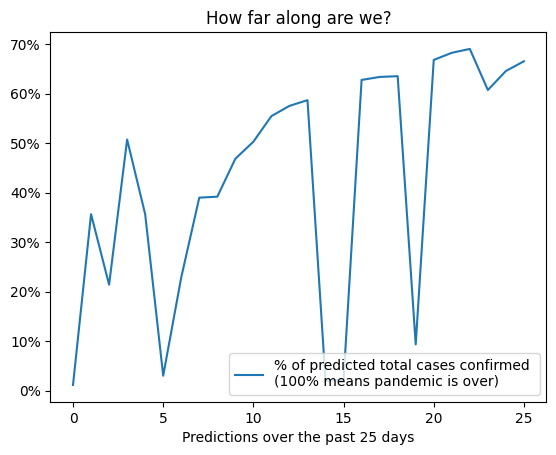 How far along are we?
70%
60%
50%
40%
30%
20%
10%
0%
% of predicted total cases confirmed
(100% means pandemic is over)
0 5 10 15 20 25
Predictions over the past 25 days